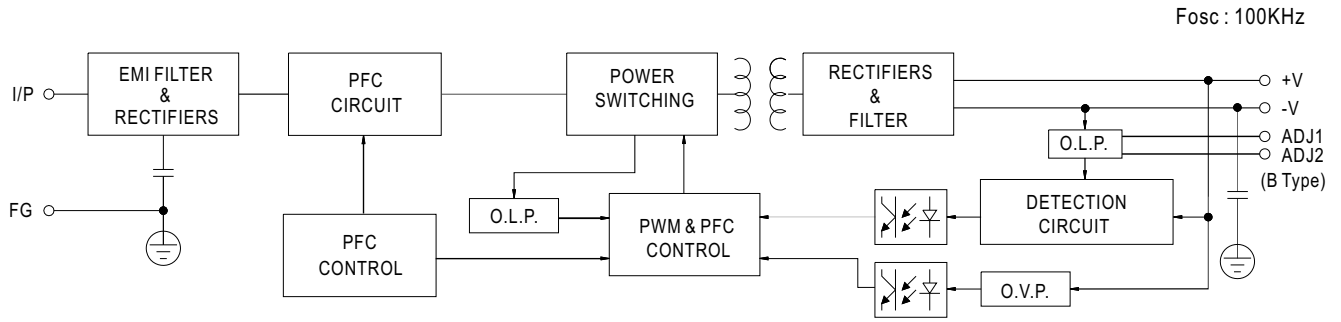 Fosc : 100KHz
I/P
EMI FILTER
&
RECTIFIERS
PFC
CIRCUIT
POWER
SWITCHING
RECTIFIERS
&
FILTER
+V
-V
O.L.P.
ADJ1
ADJ2
(B Type)
FG
PFC
CONTROL
O.L.P.
PWM & PFC
CONTROL
DETECTION
CIRCUIT
O.V.P.